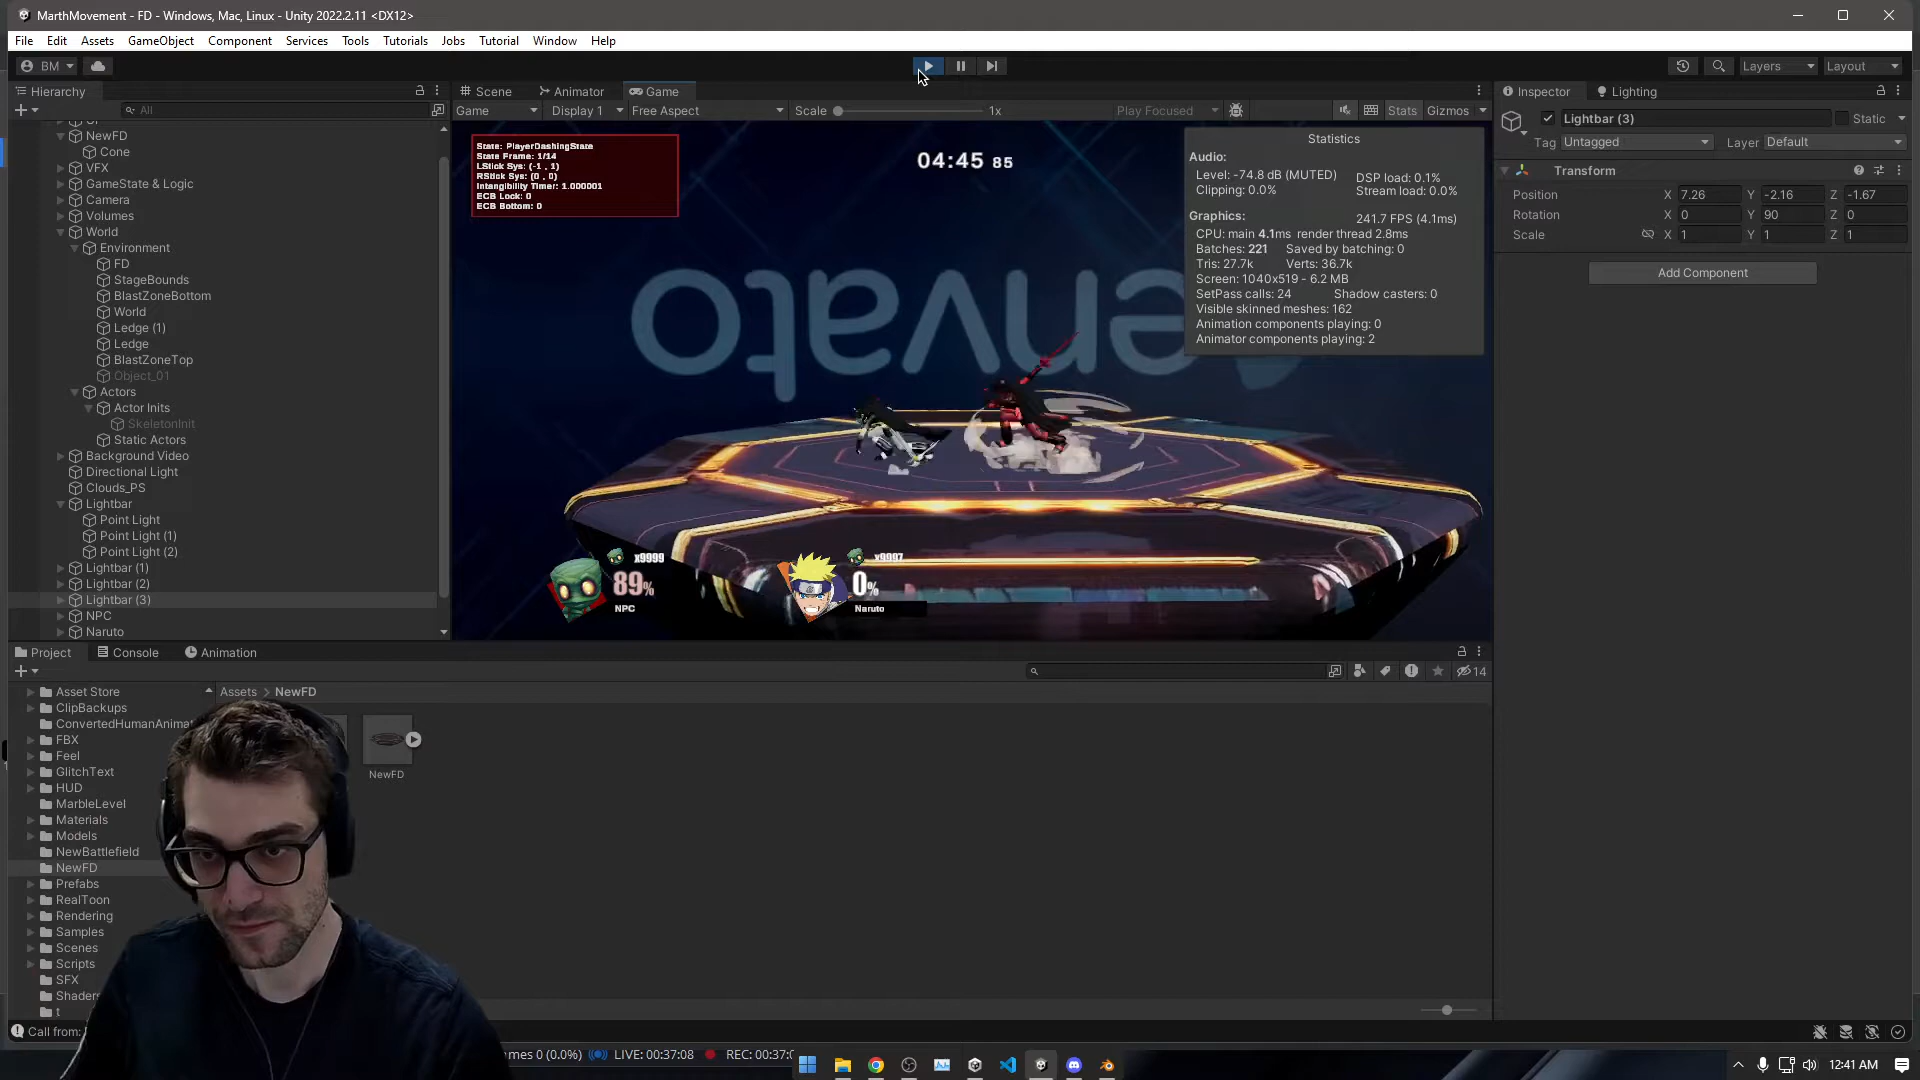 MarthMovement - FD - Windows, Mac, Linux - Unity 2022.2.11 <DX12>
File Edit Assets GameObject Component Services Tools Tutorials Jobs Tutorial Window Help
BM
Layers
Layout
Hierarchy
All
NewFD
Cone
VFX
GameState & Logic
Camera
Volumes
World
Environment
FD
StageBounds
BlastZoneBottom
World
Ledge (1)
Ledge
BlastZoneTop
Object_01
Actors
Actor Inits
SkeletonInit
Static Actors
Background Video
Directional Light
Clouds_PS
Lightbar
Point Light
Point Light (1)
Point Light (2)
Lightbar (1)
Lightbar (2)
Lightbar (3)
NPC
Naruto
Scene Animator Game
Game Display 1 Free Aspect Scale 1x Play Focused Stats Gizmos
State: PlayerDashingState
State Frame: 1/14
LStick Sys: (-1 , 1)
RStick Sys: (0 , 0)
Intangibility Timer: 1.000001
ECB Lock: 0
ECB Bottom: 0
04:45 85
envato
Statistics
Audio:
Level: -74.8 dB (MUTED) DSP load: 0.1%
Clipping: 0.0% Stream load: 0.0%
Graphics: 241.7 FPS (4.1ms)
CPU: main 4.1ms render thread 2.8ms
Batches: 221 Saved by batching: 0
Tris: 27.7k Verts: 36.7k
Screen: 1040x519 - 6.2 MB
SetPass calls: 24 Shadow casters: 0
Visible skinned meshes: 162
Animation components playing: 0
Animator components playing: 2
x9999
89%
NPC
x9997
0%
Naruto
Inspector Lighting
Lightbar (3) Static
Tag Untagged Layer Default
Transform
Position X 7.26 Y -2.16 Z -1.67
Rotation X 0 Y 90 Z 0
Scale X 1 Y 1 Z 1
Add Component
Project Console Animation
14
Asset Store
ClipBackups
ConvertedHumanAnimat
FBX
Feel
GlitchText
HUD
MarbleLevel
Materials
Models
NewBattlefield
NewFD
Prefabs
RealToon
Rendering
Samples
Scenes
Scripts
SFX
Shader
t
Assets > NewFD
NewFD
Call from:
mes 0 (0.0%) LIVE: 00:37:08 REC: 00:37:0
12:41 AM